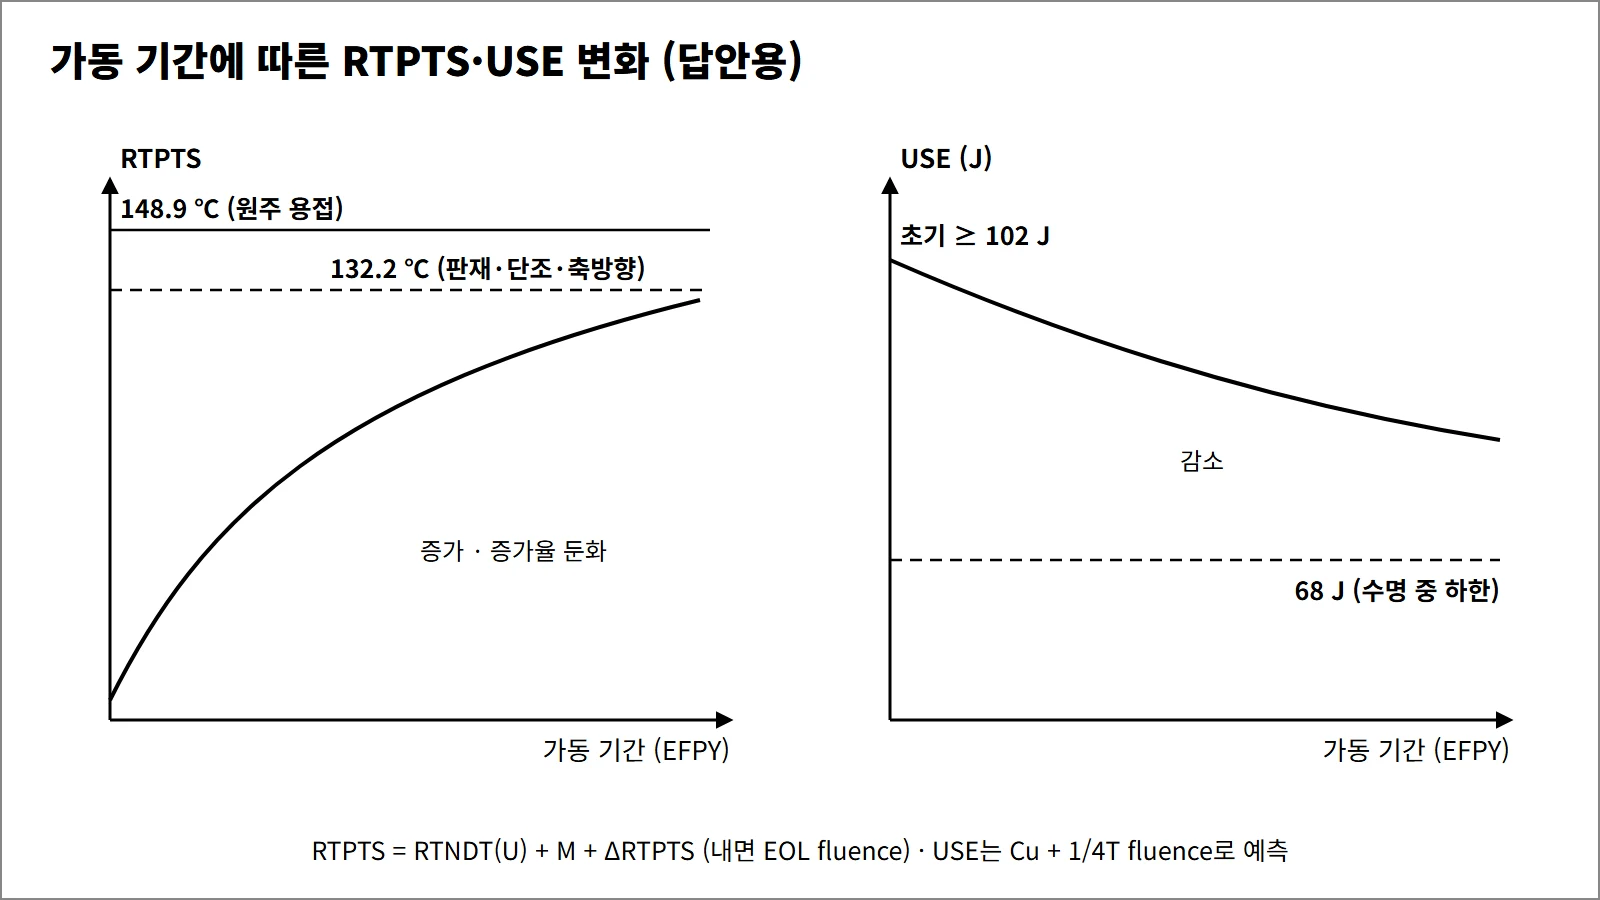 가동 기간에 따른 RTPTS·USE 변화 (답안용)
RTPTS
148.9 ℃ (원주 용접)
132.2 ℃ (판재·단조·축방향)
증가 · 증가율 둔화
가동 기간 (EFPY)
USE (J)
초기 ≥ 102 J
감소
68 J (수명 중 하한)
가동 기간 (EFPY)
RTPTS = RTNDT(U) + M + ΔRTPTS (내면 EOL fluence) · USE는 Cu + 1/4T fluence로 예측